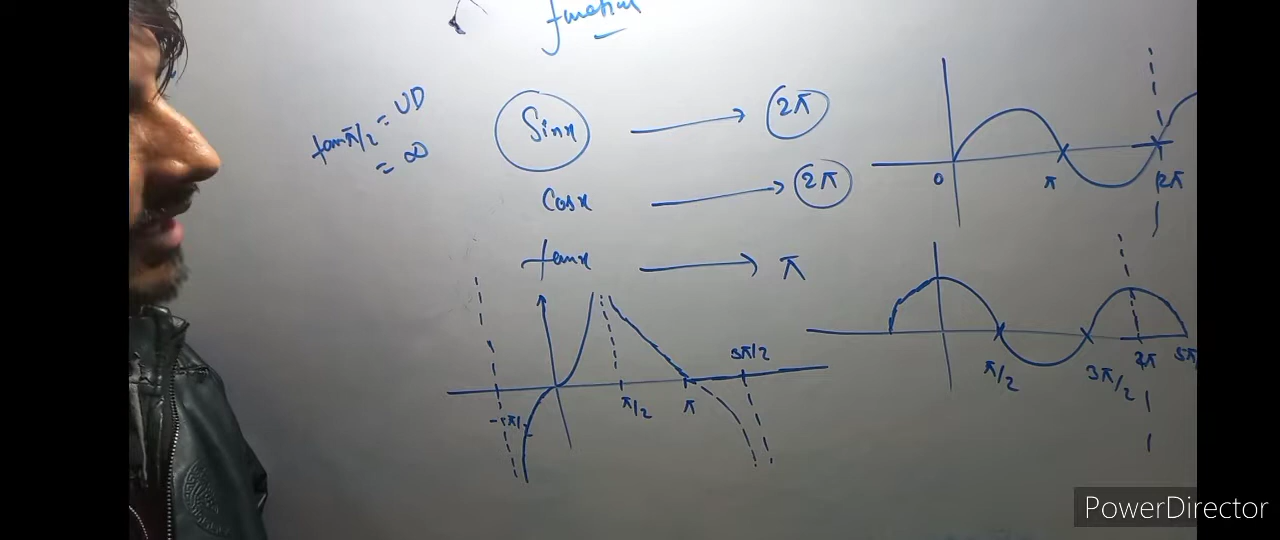 function
tan π/2 = UD
= ∞
Sinx → 2π
Cosx → 2π
tanx → π
0 π 2π
-π/2 π/2 π 3π/2
π/2 3π/2 2π 5π
PowerDirector